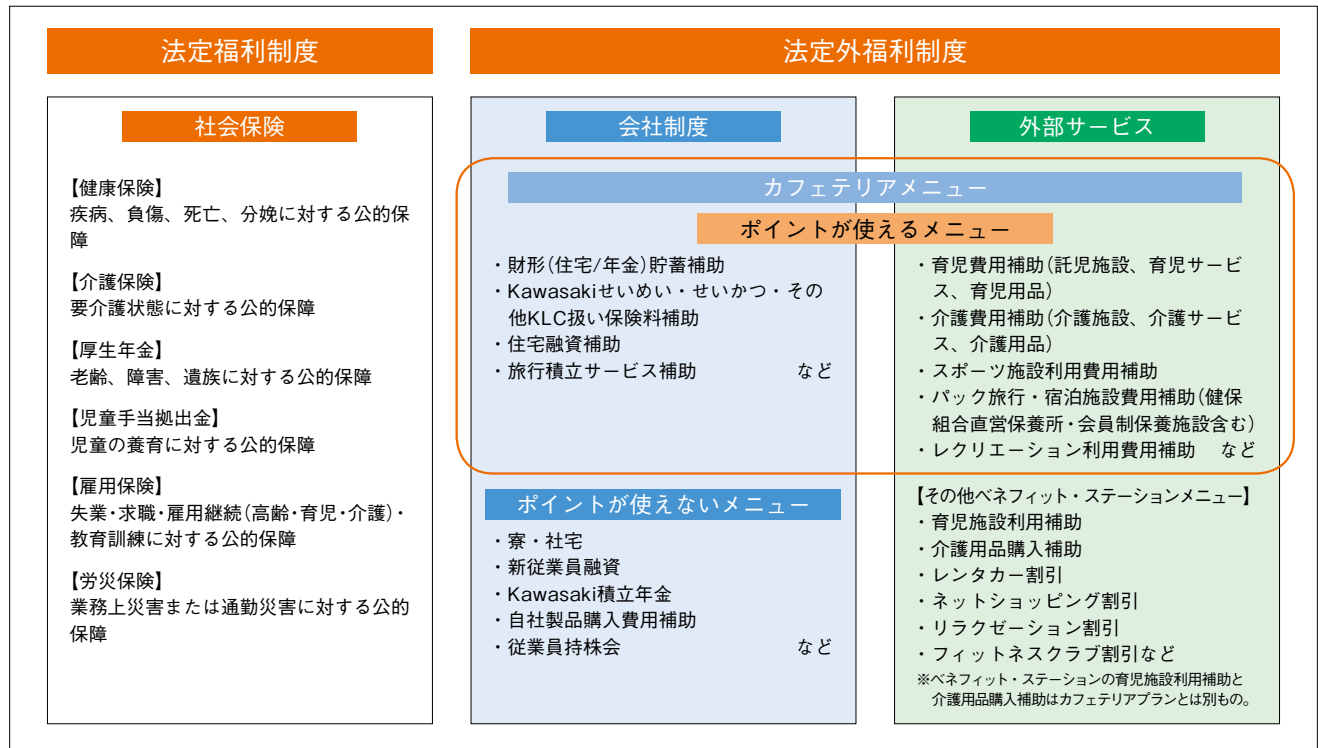 法定福利制度
社会保険
【健康保険】
疾病、負傷、死亡、分娩に対する公的保
障
【介護保険】
要介護状態に対する公的保障
【厚生年金】
老齢、障害、遺族に対する公的保障
【児童手当拠出金】
児童の養育に対する公的保障
【雇用保険】
失業・求職・雇用継続(高齢・育児・介護)・
教育訓練に対する公的保障
【労災保険】
業務上災害または通勤災害に対する公的
保障
法定外福利制度
会社制度
外部サービス
カフェテリアメニュー
ポイントが使えるメニュー
・財形(住宅/年金)貯蓄補助
・Kawasakiせいめい・せいかつ・その
他KLC扱い保険料補助
・住宅融資補助
・旅行積立サービス補助 など
・育児費用補助(託児施設、育児サービ
ス、育児用品)
・介護費用補助(介護施設、介護サービ
ス、介護用品)
・スポーツ施設利用費用補助
・パック旅行・宿泊施設費用補助(健保
組合直営保養所・会員制保養施設含む)
・レクリエーション利用費用補助 など
ポイントが使えないメニュー
・寮・社宅
・新従業員融資
・Kawasaki積立年金
・自社製品購入費用補助
・従業員持株会 など
【その他ベネフィット・ステーションメニュー】
・育児施設利用補助
・介護用品購入補助
・レンタカー割引
・ネットショッピング割引
・リラクゼーション割引
・フィットネスクラブ割引など
※ベネフィット・ステーションの育児施設利用補助と
介護用品購入補助はカフェテリアプランとは別もの。